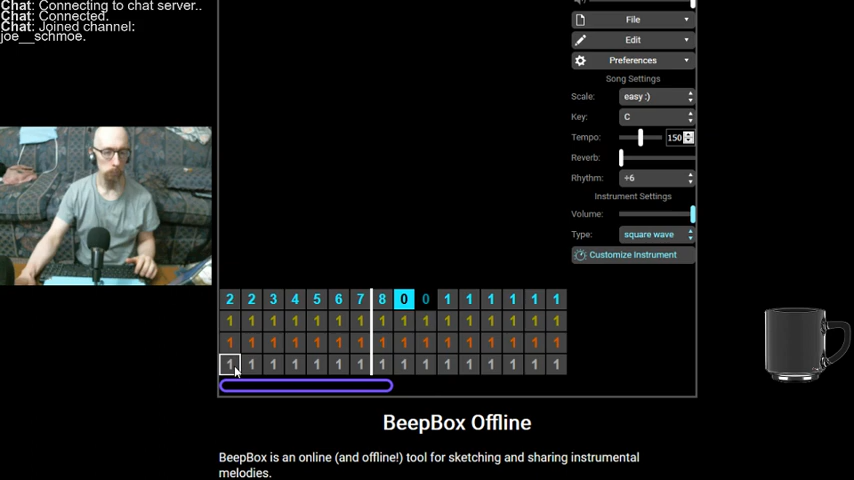 Chat: Connecting to chat server..
Chat: Connected.
Chat: Joined channel:
joe__schmoe.
File
Edit
Preferences
Song Settings
Scale: easy :)
Key: C
Tempo: 150
Reverb:
Rhythm: ÷6
Instrument Settings
Volume:
Type: square wave
Customize Instrument
2 2 3 4 5 6 7 8 0 0 1 1 1 1 1 1
1 1 1 1 1 1 1 1 1 1 1 1 1 1 1 1
1 1 1 1 1 1 1 1 1 1 1 1 1 1 1 1
1 1 1 1 1 1 1 1 1 1 1 1 1 1 1 1
BeepBox Offline
BeepBox is an online (and offline!) tool for sketching and sharing instrumental
melodies.